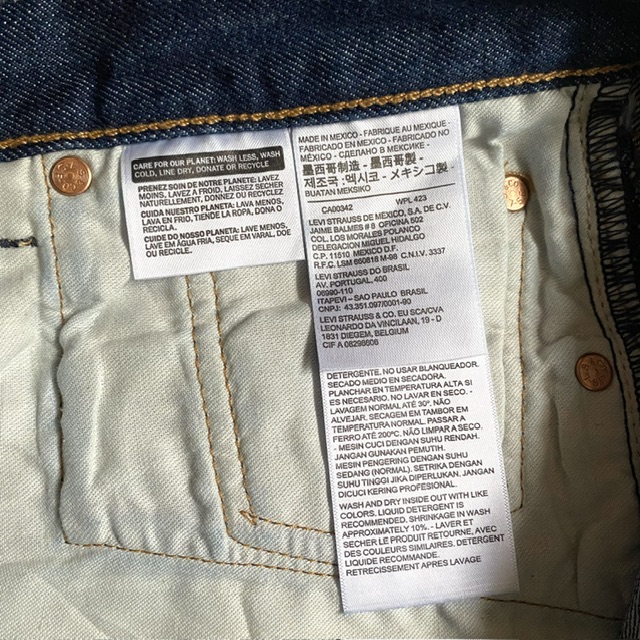 CARE FOR OUR PLANET: WASH LESS, WASH
COLD, LINE DRY, DONATE OR RECYCLE
PRENEZ SOIN DE NOTRE PLANETE: LAVEZ
MOINS, LAVEZ A FROID, LAISSEZ SECHER
NATURELLEMENT, DONNEZ OU RECYCLEZ
CUIDA NUESTRO PLANETA: LAVA MENOS,
LAVA EN FRIO, TIENDE LA ROPA, DONA O
RECICLA.
CUIDE DO NOSSO PLANETA: LAVE MENOS,
LAVE EM ÁGUA FRIA, SEQUE EM VARAL, DOE
OU RECICLE.
MADE IN MEXICO - FABRIQUE AU MEXIQUE -
FABRICADO EM MÉXICO - FABRICADO NO
MÉXICO - СДЕЛАНО В МЕКСИКЕ -
墨西哥制造 - 墨西哥製 -
제조국 :멕시코 - メキシコ製 -
BUATAN MEKSIKO
CA00342 WPL 423
LEVI STRAUSS DE MEXICO, S.A. DE C.V.
JAIME BALMES # 8 OFICINA 502
COL. LOS MORALES POLANCO
DELEGACION MIGUEL HIDALGO
C.P. 11510 MEXICO D.F.
R.F.C. LSM 650818 M-98 C.N.I.V. 3337
LEVI STRAUSS DO BRASIL
AV. PORTUGAL, 400
06690-110
ITAPEVI - SAO PAULO BRASIL
CNPJ: 43.351.097/0001-90
LEVI STRAUSS & CO. EU SCA/CVA
LEONARDO DA VINCILAAN, 19 - D
1831 DIEGEM, BELGIUM
CIF A 08298606
DETERGENTE. NO USAR BLANQUEADOR.
SECADO MEDIO EN SECADORA.
PLANCHAR EN TEMPERATURA ALTA SI
ES NECESARIO. NO LAVAR EN SECO. -
LAVAGEM NORMAL ATÉ 30°. NÃO
ALVEJAR. SECAGEM EM TAMBOR EM
TEMPERATURA NORMAL. PASSAR A
FERRO ATÉ 200°C. NÃO LIMPAR A SECO.
- MESIN CUCI DENGAN SUHU RENDAH.
JANGAN GUNAKAN PEMUTIH.
MESIN PENGERING DENGAN SUHU
SEDANG (NORMAL). SETRIKA DENGAN
SUHU TINGGI JIKA DIPERLUKAN. JANGAN
DICUCI KERING PROFESIONAL.
WASH AND DRY INSIDE OUT WITH LIKE
COLORS. LIQUID DETERGENT IS
RECOMMENDED. SHRINKAGE IN WASH
APPROXIMATELY 10%. - LAVER ET
SECHER LE PRODUIT RETOURNE, AVEC
DES COULEURS SIMILAIRES. DETERGENT
LIQUIDE RECOMMANDE.
RETRECISSEMENT APRES LAVAGE